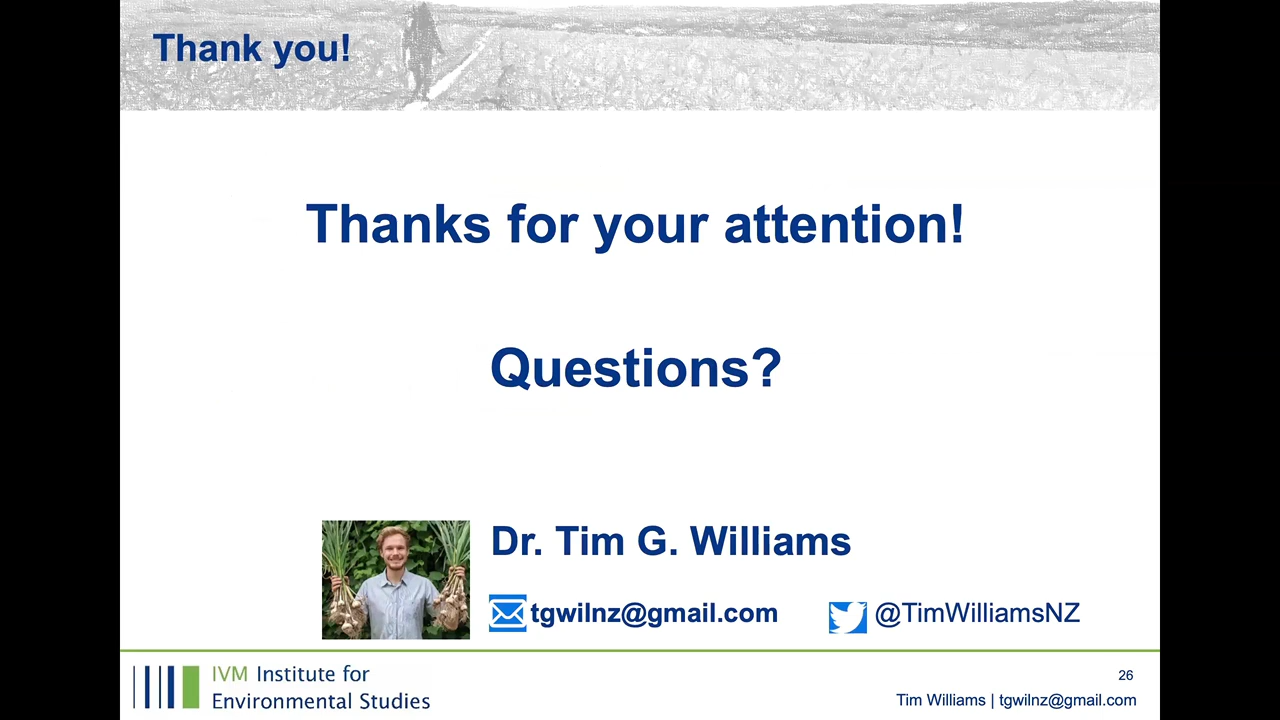 Thank you!
Thanks for your attention!
Questions?
Dr. Tim G. Williams
tgwilnz@gmail.com
@TimWilliamsNZ
IVM Institute for
Environmental Studies
26
Tim Williams | tgwilnz@gmail.com